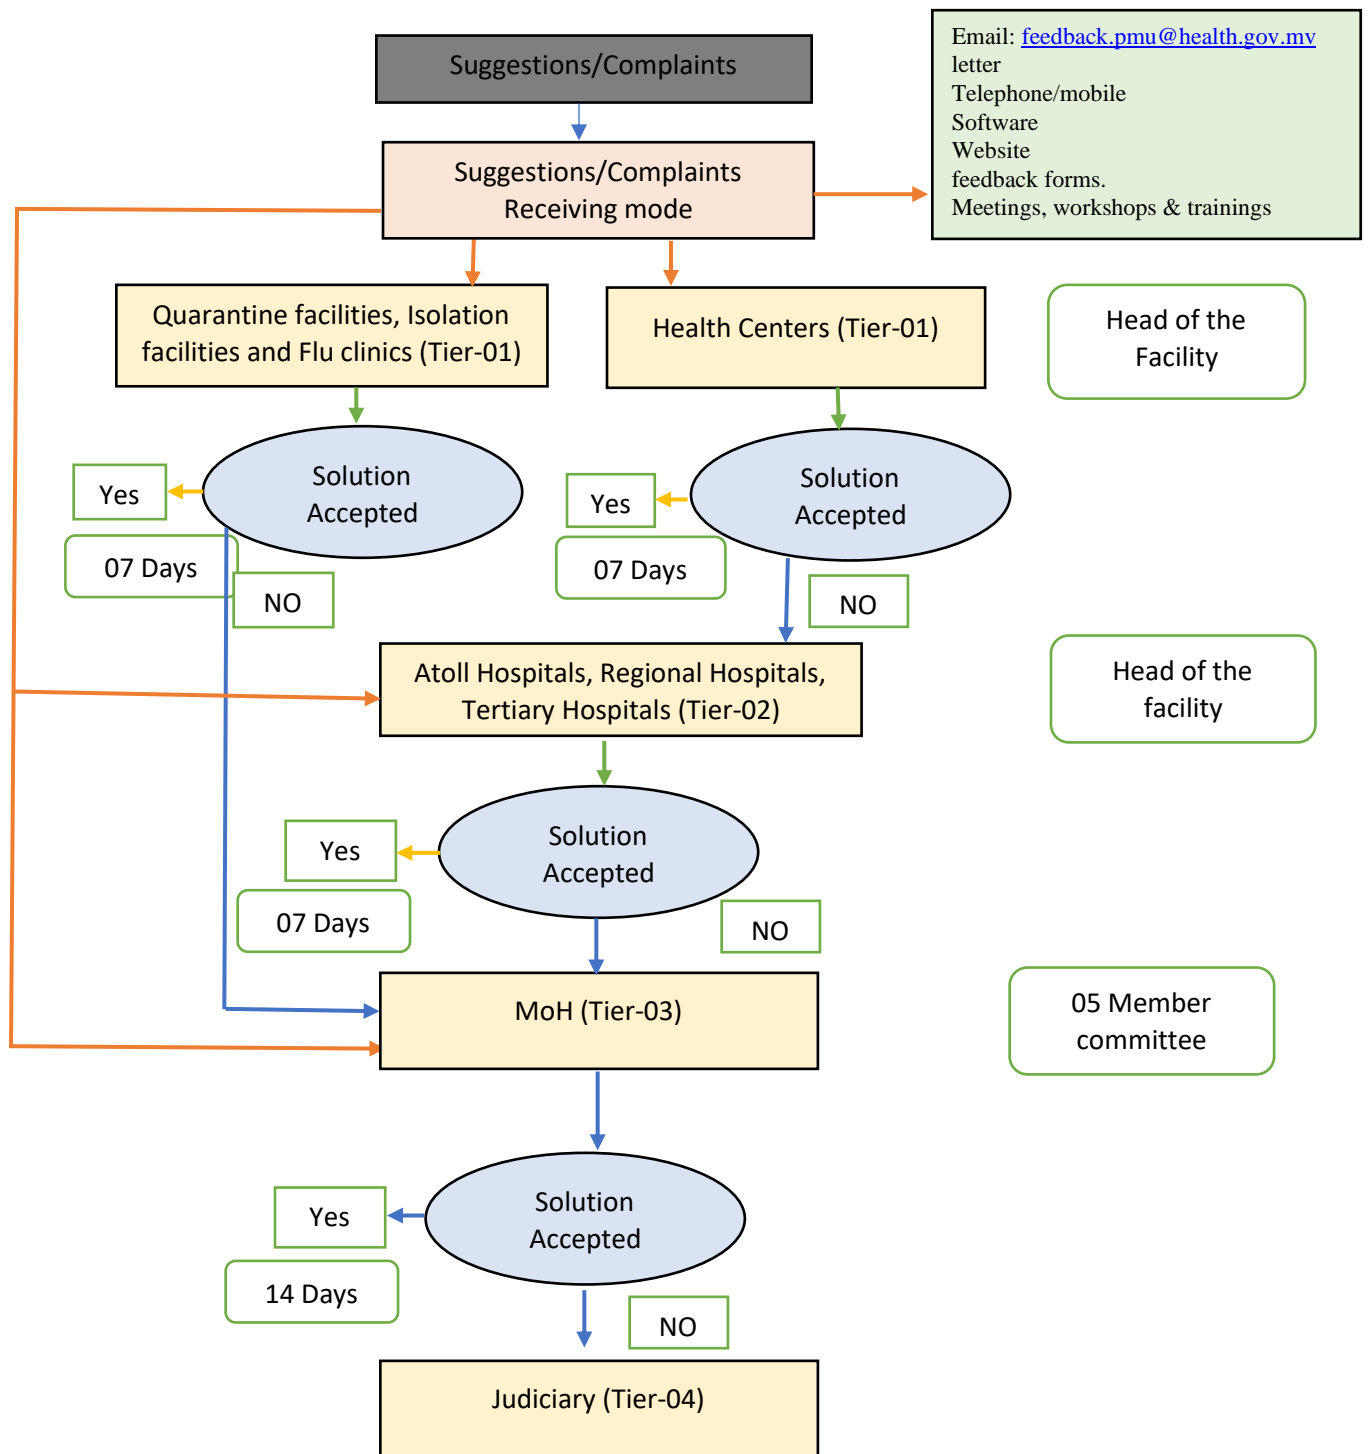 Suggestions/Complaints
Email: feedback.pmu@health.gov.mv
letter
Telephone/mobile
Software
Website
feedback forms.
Meetings, workshops & trainings
Suggestions/Complaints
Receiving mode
Quarantine facilities, Isolation
facilities and Flu clinics (Tier-01)
Health Centers (Tier-01)
Head of the
Facility
Solution
Accepted
Yes
07 Days
NO
Solution
Accepted
Yes
07 Days
NO
Atoll Hospitals, Regional Hospitals,
Tertiary Hospitals (Tier-02)
Head of the
facility
Solution
Accepted
Yes
07 Days
NO
MoH (Tier-03)
05 Member
committee
Solution
Accepted
Yes
14 Days
NO
Judiciary (Tier-04)